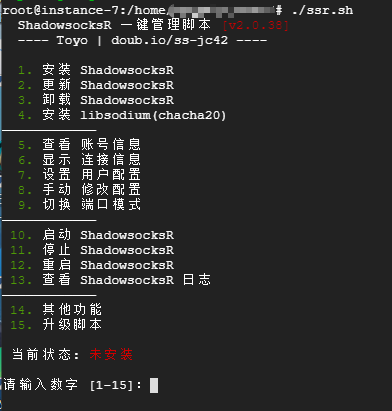 root@instance-7:/home/ # ./ssr.sh
ShadowsocksR 一键管理脚本 [v2.0.38]
---- Toyo | doub.io/ss-jc42 ----
1. 安装 ShadowsocksR
2. 更新 ShadowsocksR
3. 卸载 ShadowsocksR
4. 安装 libsodium(chacha20)
————————————
5. 查看 账号信息
6. 显示 连接信息
7. 设置 用户配置
8. 手动 修改配置
9. 切换 端口模式
————————————
10. 启动 ShadowsocksR
11. 停止 ShadowsocksR
12. 重启 ShadowsocksR
13. 查看 ShadowsocksR 日志
————————————
14. 其他功能
15. 升级脚本
当前状态: 未安装
请输入数字 [1-15]: